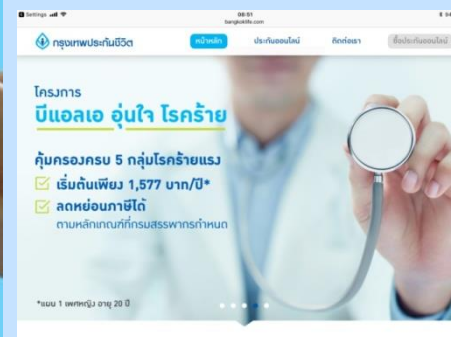 Settings 08:51
bangkoklife.com
กรุงเทพประกันชีวิต หน้าหลัก ประกันออนไลน์ ติดต่อเรา ซื้อประกันออนไลน์
โครงการ
บีแอลเอ อุ่นใจ โรคร้าย
คุ้มครองครบ 5 กลุ่มโรคร้ายแรง
เริ่มต้นเพียง 1,577 บาท/ปี*
ลดหย่อนภาษีได้
ตามหลักเกณฑ์ที่กรมสรรพากรกำหนด
*แผน 1 เพศหญิง อายุ 20 ปี